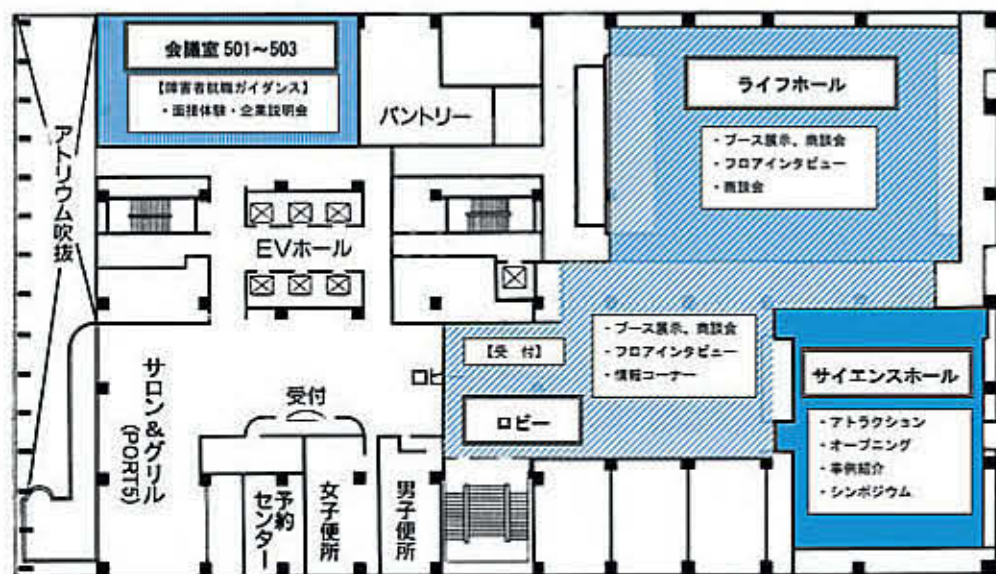 会議室 501~503
【障害者就職ガイダンス】
・面接体験・企業説明会
パントリー
ライフホール
・ブース展示、商談会
・フロアインタビュー
・商談会
アトリウム吹抜
EVホール
・ブース展示、商談会
・フロアインタビュー
・情報コーナー
【受 付】
ロビ
ロビー
サイエンスホール
・アトラクション
・オープニング
・事例紹介
・シンポジウム
サロン&グリル
(PORT5)
受付
予約
センター
女子便所
男子便所